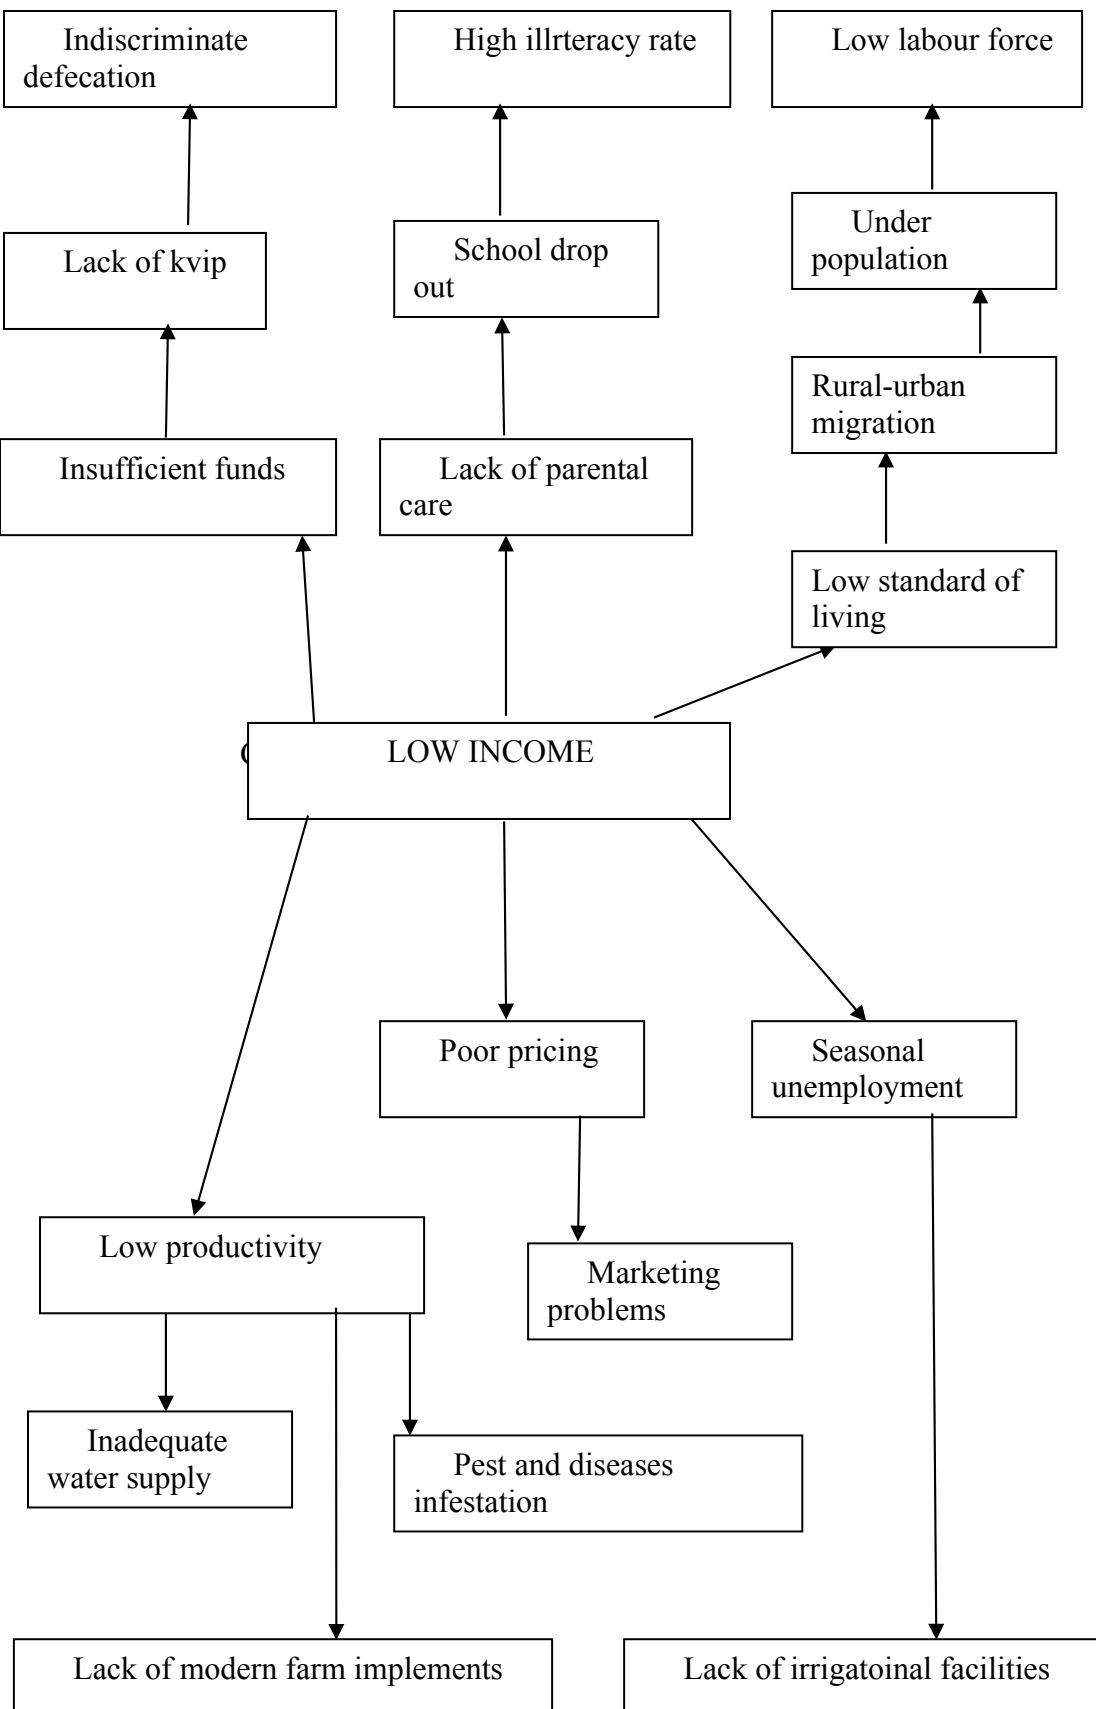 Indiscriminate
defecation
High illrteracy rate
Low labour force
Lack of kvip
School drop
out
Under
population
Rural-urban
migration
Insufficient funds
Lack of parental
care
Low standard of
living
LOW INCOME
Poor pricing
Seasonal
unemployment
Low productivity
Marketing
problems
Inadequate
water supply
Pest and diseases
infestation
Lack of modern farm implements
Lack of irrigatoinal facilities